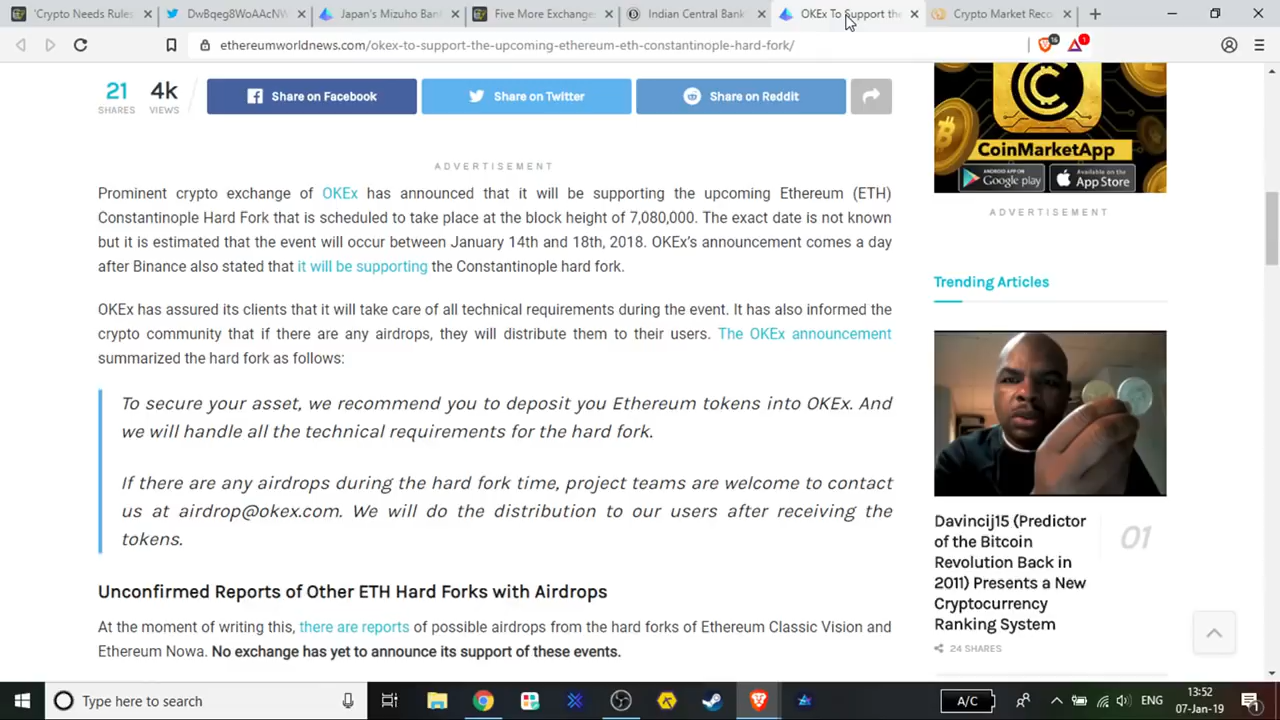 'Crypto Needs Rules
DwBqeg8WoAAcNV
Japan's Mizuho Ban
Five More Exchange
Indian Central Bank
OKEx To Support the
Crypto Market Reco
ethereumworldnews.com/okex-to-support-the-upcoming-ethereum-eth-constantinople-hard-fork/
16
1
21
SHARES
4k
VIEWS
Share on Facebook
Share on Twitter
Share on Reddit
ADVERTISEMENT
Prominent crypto exchange of OKEx has announced that it will be supporting the upcoming Ethereum (ETH)
Constantinople Hard Fork that is scheduled to take place at the block height of 7,080,000. The exact date is not known
but it is estimated that the event will occur between January 14th and 18th, 2018. OKEx's announcement comes a day
after Binance also stated that it will be supporting the Constantinople hard fork.
OKEx has assured its clients that it will take care of all technical requirements during the event. It has also informed the
crypto community that if there are any airdrops, they will distribute them to their users. The OKEx announcement
summarized the hard fork as follows:
To secure your asset, we recommend you to deposit you Ethereum tokens into OKEx. And
we will handle all the technical requirements for the hard fork.
If there are any airdrops during the hard fork time, project teams are welcome to contact
us at airdrop@okex.com. We will do the distribution to our users after receiving the
tokens.
Unconfirmed Reports of Other ETH Hard Forks with Airdrops
At the moment of writing this, there are reports of possible airdrops from the hard forks of Ethereum Classic Vision and
Ethereum Nowa. No exchange has yet to announce its support of these events.
CoinMarketApp
GET IT ON
Google play
Available on the
App Store
ADVERTISEMENT
Trending Articles
Davincij15 (Predictor
of the Bitcoin
Revolution Back in
2011) Presents a New
Cryptocurrency
Ranking System
01
24 SHARES
Type here to search
A/C
ENG
13:52
07-Jan-19
1